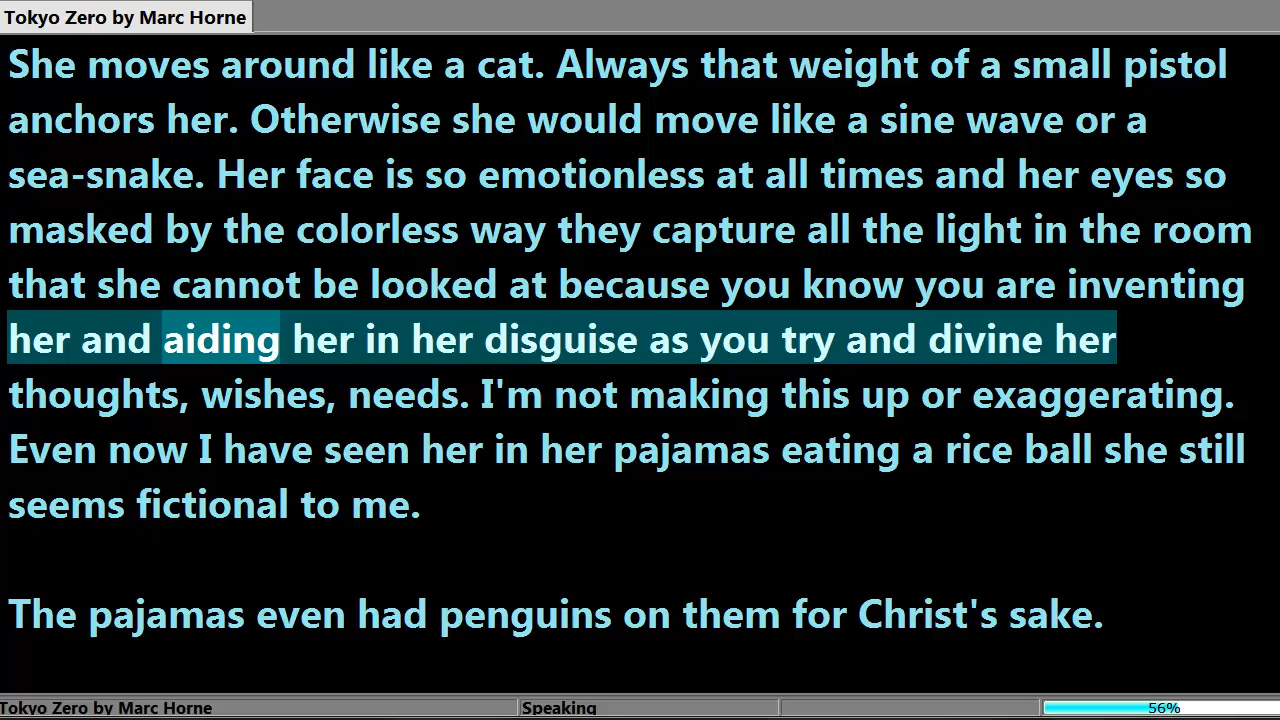 Tokyo Zero by Marc Horne
She moves around like a cat. Always that weight of a small pistol
anchors her. Otherwise she would move like a sine wave or a
sea-snake. Her face is so emotionless at all times and her eyes so
masked by the colorless way they capture all the light in the room
that she cannot be looked at because you know you are inventing
her and aiding her in her disguise as you try and divine her
thoughts, wishes, needs. I'm not making this up or exaggerating.
Even now I have seen her in her pajamas eating a rice ball she still
seems fictional to me.
The pajamas even had penguins on them for Christ's sake.
Tokyo Zero by Marc Horne Speaking 56%